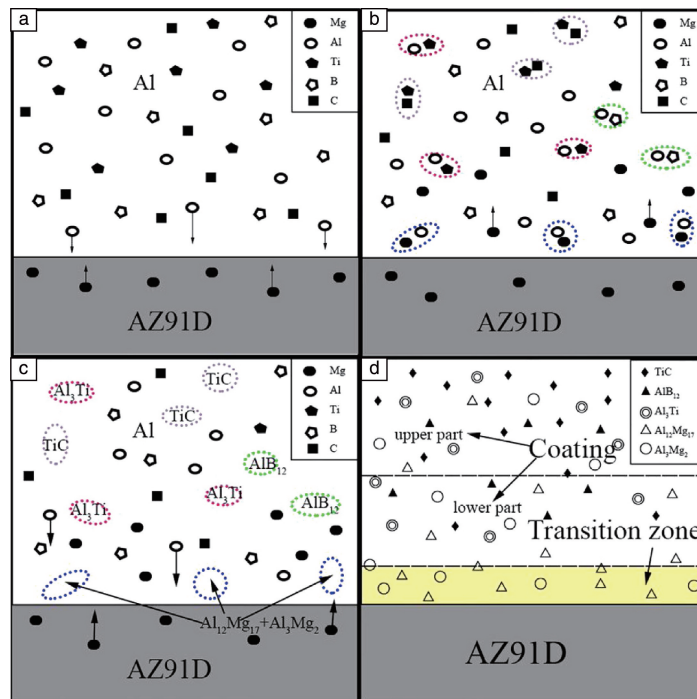 a
Mg
Al
Ti
B
C
Al
AZ91D
b
Mg
Al
Ti
B
C
Al
AZ91D
c
Mg
Al
Ti
B
C
Al₃Ti
TiC
TiC
Al
TiC
AlB₁₂
Al₃Ti
Al₃Ti
AlB₁₂
Al₁₂Mg₁₇+Al₃Mg₂
AZ91D
d
TiC
AlB₁₂
Al₃Ti
Al₁₂Mg₁₇
Al₃Mg₂
upper part
Coating
lower part
Transition zone
AZ91D